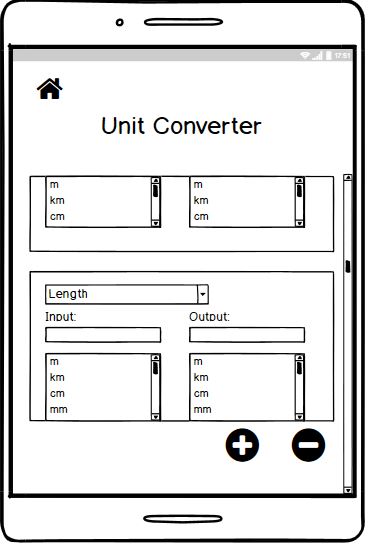 17:51
Unit Converter
m m
km km
cm cm
Length
Input: Output:
m m
km km
cm cm
mm mm